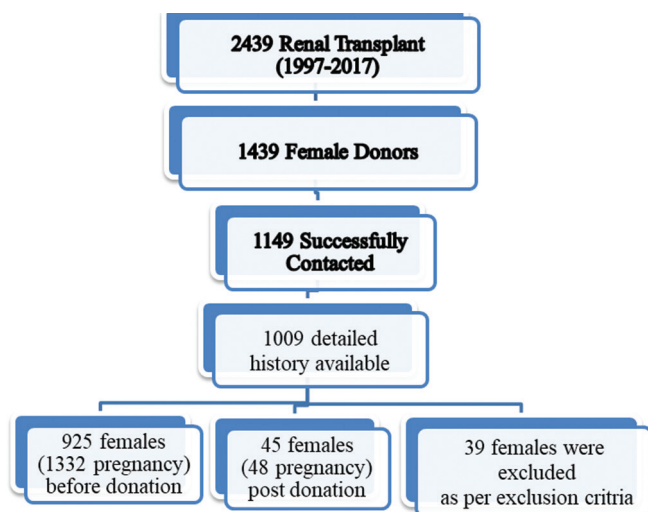 2439 Renal Transplant
(1997-2017)
1439 Female Donors
1149 Successfully
Contacted
1009 detailed
history available
925 females
(1332 pregnancy)
before donation
45 females
(48 pregnancy)
post donation
39 females were
excluded
as per exclusion critria